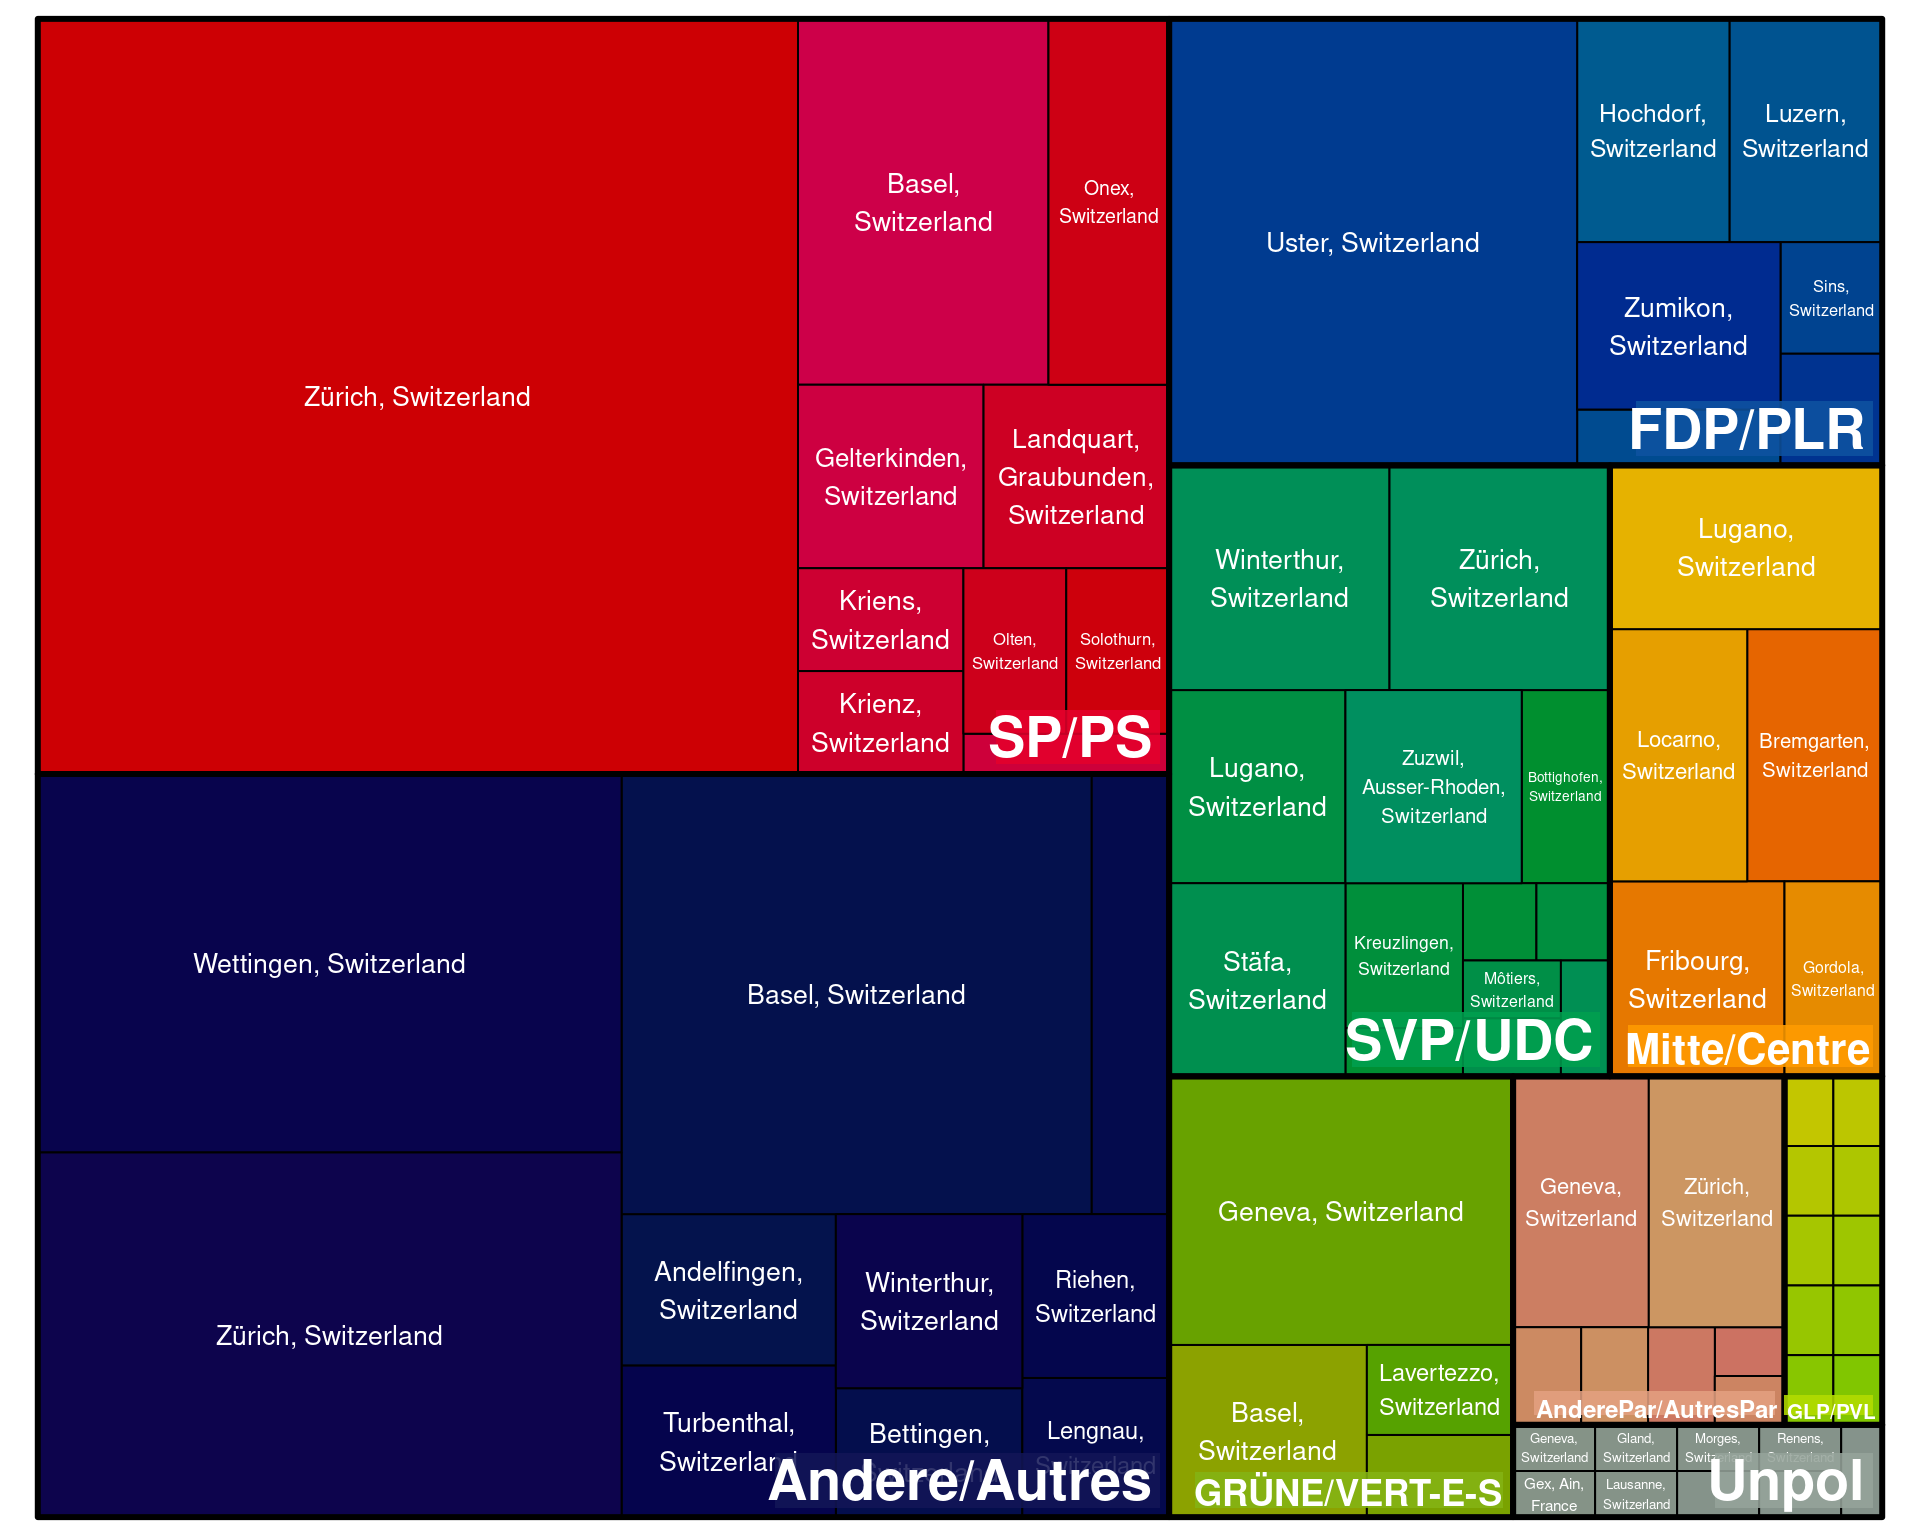 Zürich, Switzerland
Basel,
Switzerland
Onex,
Switzerland
Gelterkinden,
Switzerland
Landquart,
Graubunden,
Switzerland
Kriens,
Switzerland
Krienz,
Switzerland
Olten,
Switzerland
Solothurn,
Switzerland
SP/PS
Uster, Switzerland
Hochdorf,
Switzerland
Luzern,
Switzerland
Zumikon,
Switzerland
Sins,
Switzerland
FDP/PLR
Wettingen, Switzerland
Zürich, Switzerland
Basel, Switzerland
Andelfingen,
Switzerland
Winterthur,
Switzerland
Riehen,
Switzerland
Turbenthal,
Switzerland
Bettingen,
Switzerland
Lengnau,
Switzerland
Andere/Autres
Winterthur,
Switzerland
Zürich,
Switzerland
Lugano,
Switzerland
Zuzwil,
Ausser-Rhoden,
Switzerland
Bottighofen,
Switzerland
Stäfa,
Switzerland
Kreuzlingen,
Switzerland
Môtiers,
Switzerland
SVP/UDC
Lugano,
Switzerland
Locarno,
Switzerland
Bremgarten,
Switzerland
Fribourg,
Switzerland
Gordola,
Switzerland
Mitte/Centre
Geneva, Switzerland
Basel,
Switzerland
Lavertezzo,
Switzerland
GRÜNE/VERT-E-S
Geneva,
Switzerland
Zürich,
Switzerland
AnderePar/AutresPar
GLP/PVL
Geneva,
Switzerland
Gland,
Switzerland
Morges,
Switzerland
Renens,
Switzerland
Gex, Ain,
France
Lausanne,
Switzerland
Unpol